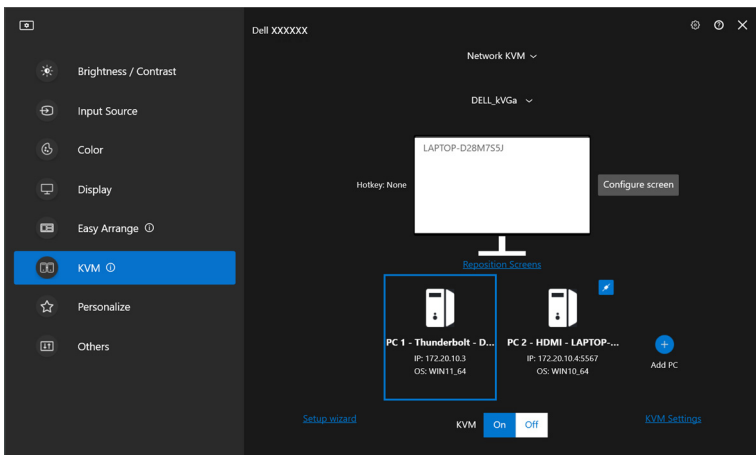 Dell XXXXXX
Brightness / Contrast
Input Source
Color
Display
Easy Arrange
KVM
Personalize
Others
Network KVM
DELL_kVGa
LAPTOP-D28M7S5J
Hotkey: None
Configure screen
Reposition Screens
PC 1 - Thunderbolt - D...
IP: 172.20.10.3
OS: WIN11_64
PC 2 - HDMI - LAPTOP-...
IP: 172.20.10.4:5567
OS: WIN10_64
Add PC
Setup wizard
KVM On Off
KVM Settings